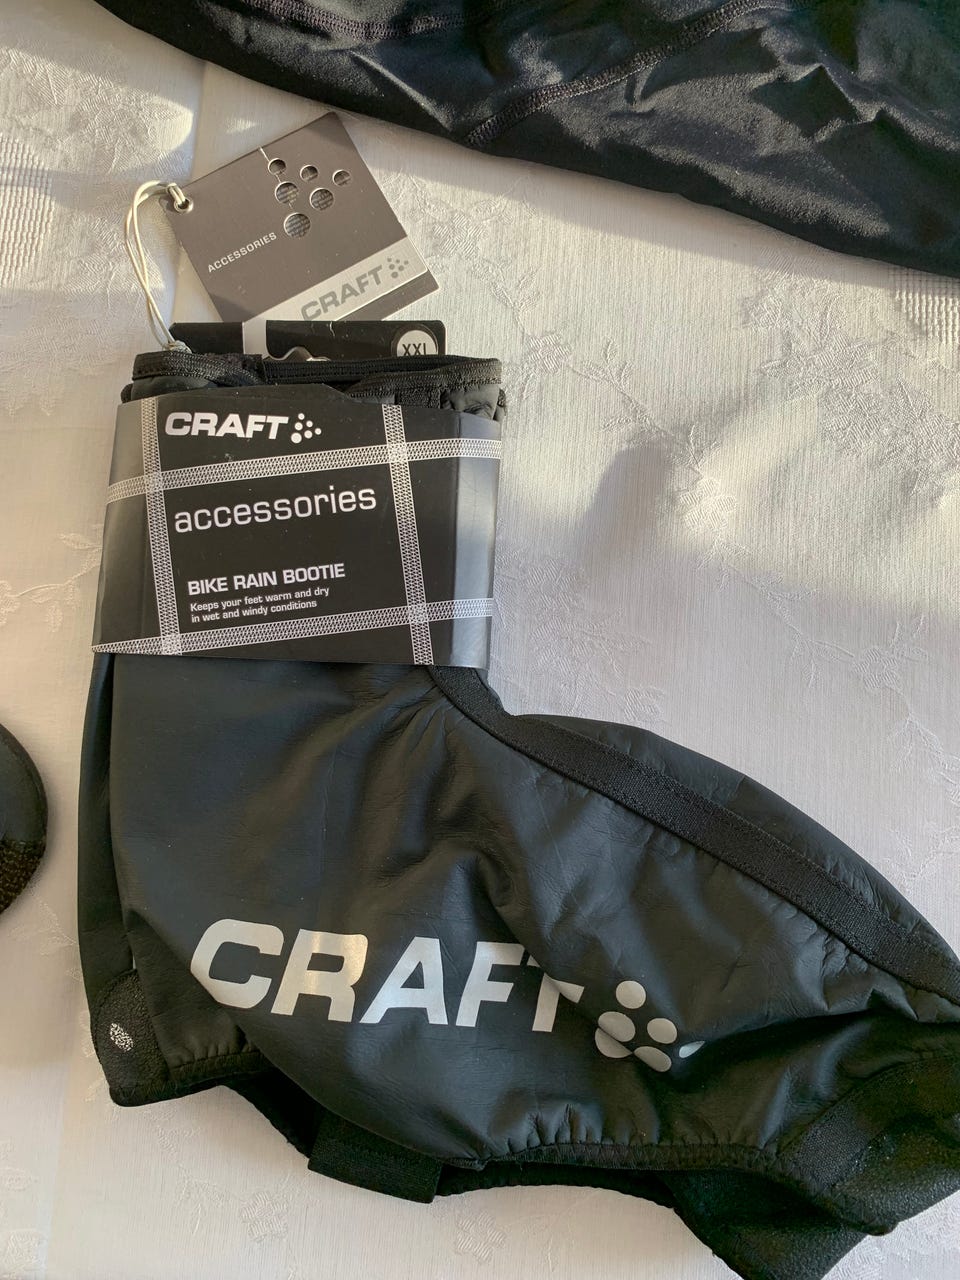 ACCESSORIES
CRAFT
XXL
CRAFT
accessories
BIKE RAIN BOOTIE
Keeps your feet warm and dry
in wet and windy conditions
CRAFT